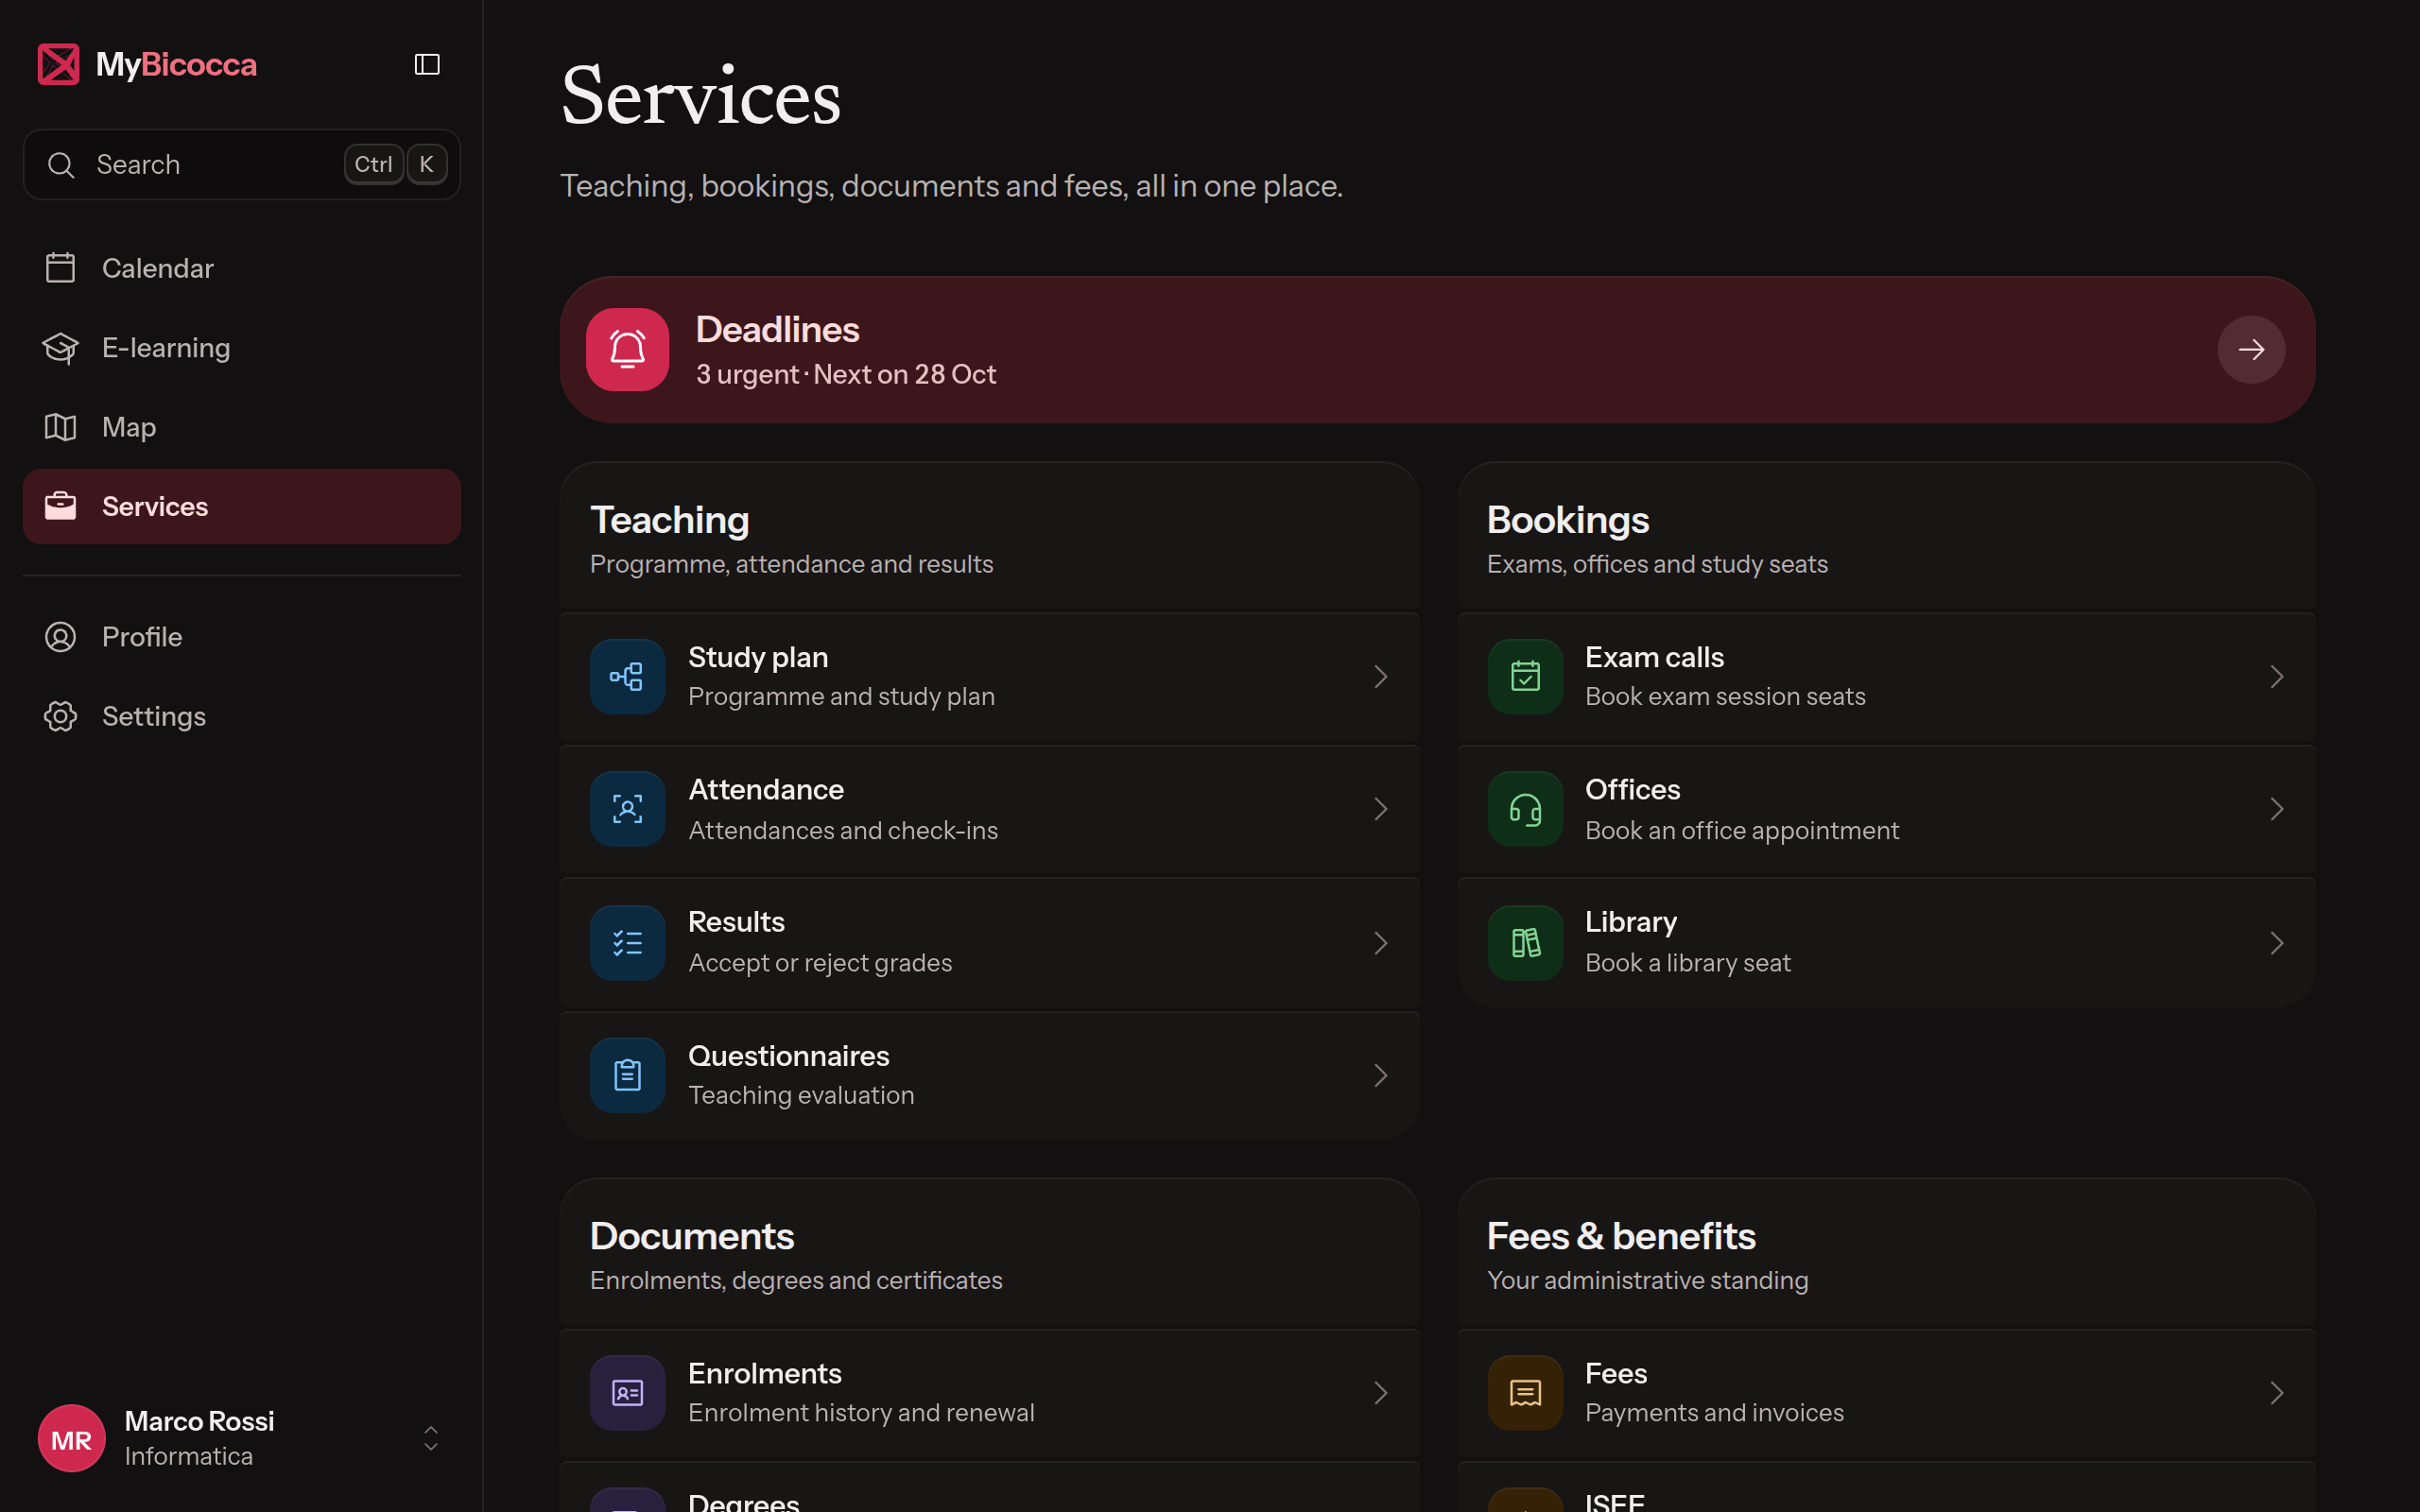 MyBicocca
Search Ctrl K
Calendar
E-learning
Map
Services
Profile
Settings
MR
Marco Rossi
Informatica
Services
Teaching, bookings, documents and fees, all in one place.
Deadlines
3 urgent · Next on 28 Oct
Teaching
Programme, attendance and results
Study plan
Programme and study plan
Attendance
Attendances and check-ins
Results
Accept or reject grades
Questionnaires
Teaching evaluation
Bookings
Exams, offices and study seats
Exam calls
Book exam session seats
Offices
Book an office appointment
Library
Book a library seat
Documents
Enrolments, degrees and certificates
Enrolments
Enrolment history and renewal
Degrees
Fees & benefits
Your administrative standing
Fees
Payments and invoices
ISEE